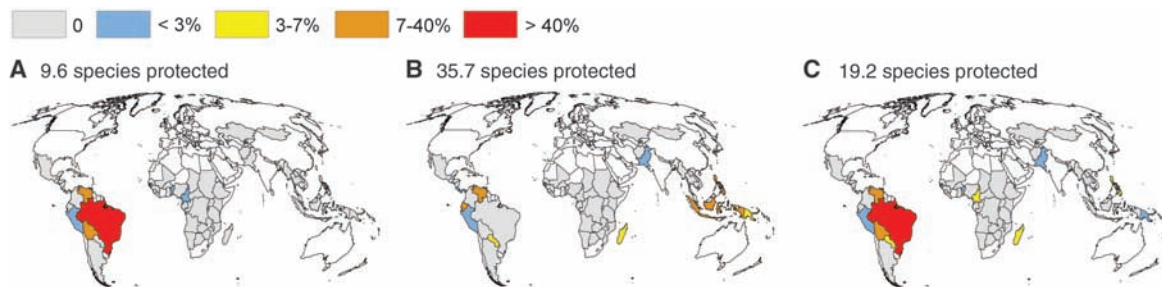 0 < 3% 3-7% 7-40% > 40%
A 9.6 species protected B 35.7 species protected C 19.2 species protected